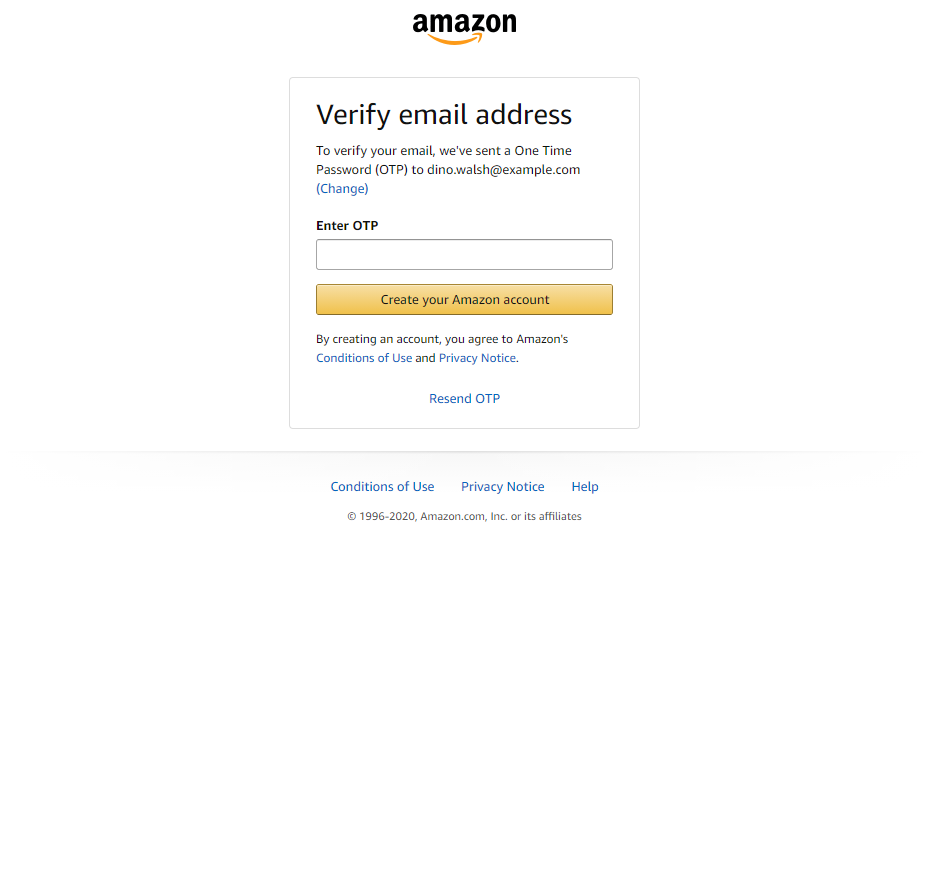 amazon
Verify email address
To verify your email, we've sent a One Time
Password (OTP) to dino.walsh@example.com
(Change)
Enter OTP
Create your Amazon account
By creating an account, you agree to Amazon's
Conditions of Use and Privacy Notice.
Resend OTP
Conditions of Use Privacy Notice Help
© 1996-2020, Amazon.com, Inc. or its affiliates